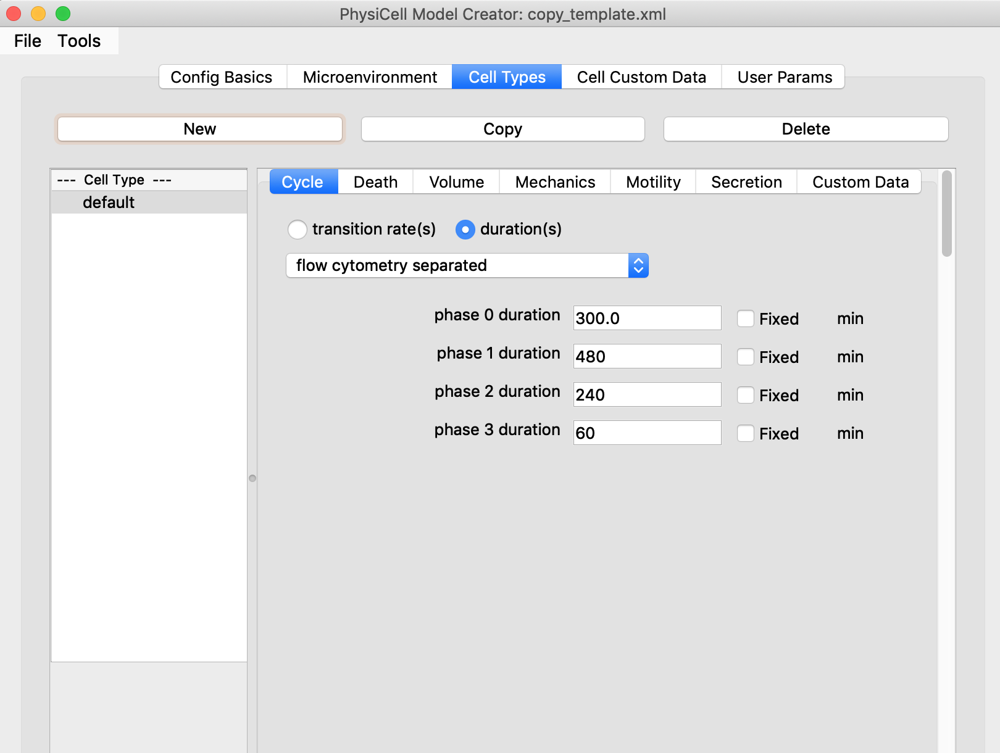 PhysiCell Model Creator: copy_template.xml
File Tools
Config Basics Microenvironment Cell Types Cell Custom Data User Params
New Copy Delete
--- Cell Type ---
default
Cycle Death Volume Mechanics Motility Secretion Custom Data
transition rate(s) duration(s)
flow cytometry separated
phase 0 duration 300.0 Fixed min
phase 1 duration 480 Fixed min
phase 2 duration 240 Fixed min
phase 3 duration 60 Fixed min